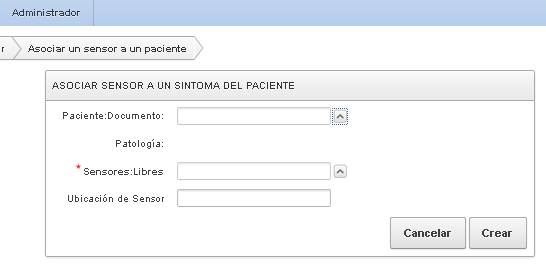 Administrador
r
Asociar un sensor a un paciente
ASOCIAR SENSOR A UN SINTOMA DEL PACIENTE
Paciente:Documento:
Patología:
* Sensores:Libres
Ubicación de Sensor
Cancelar Crear